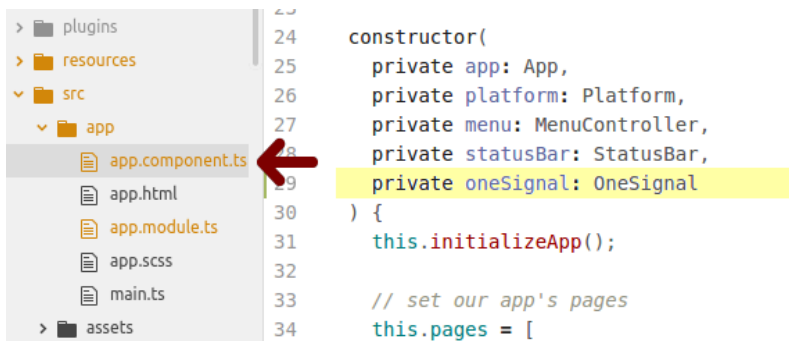 plugins
resources
src
app
app.component.ts
app.html
app.module.ts
app.scss
main.ts
assets
24 constructor(
25 private app: App,
26 private platform: Platform,
27 private menu: MenuController,
28 private statusBar: StatusBar,
29 private oneSignal: OneSignal
30 ) {
31 this.initializeApp();
32
33 // set our app's pages
34 this.pages = [